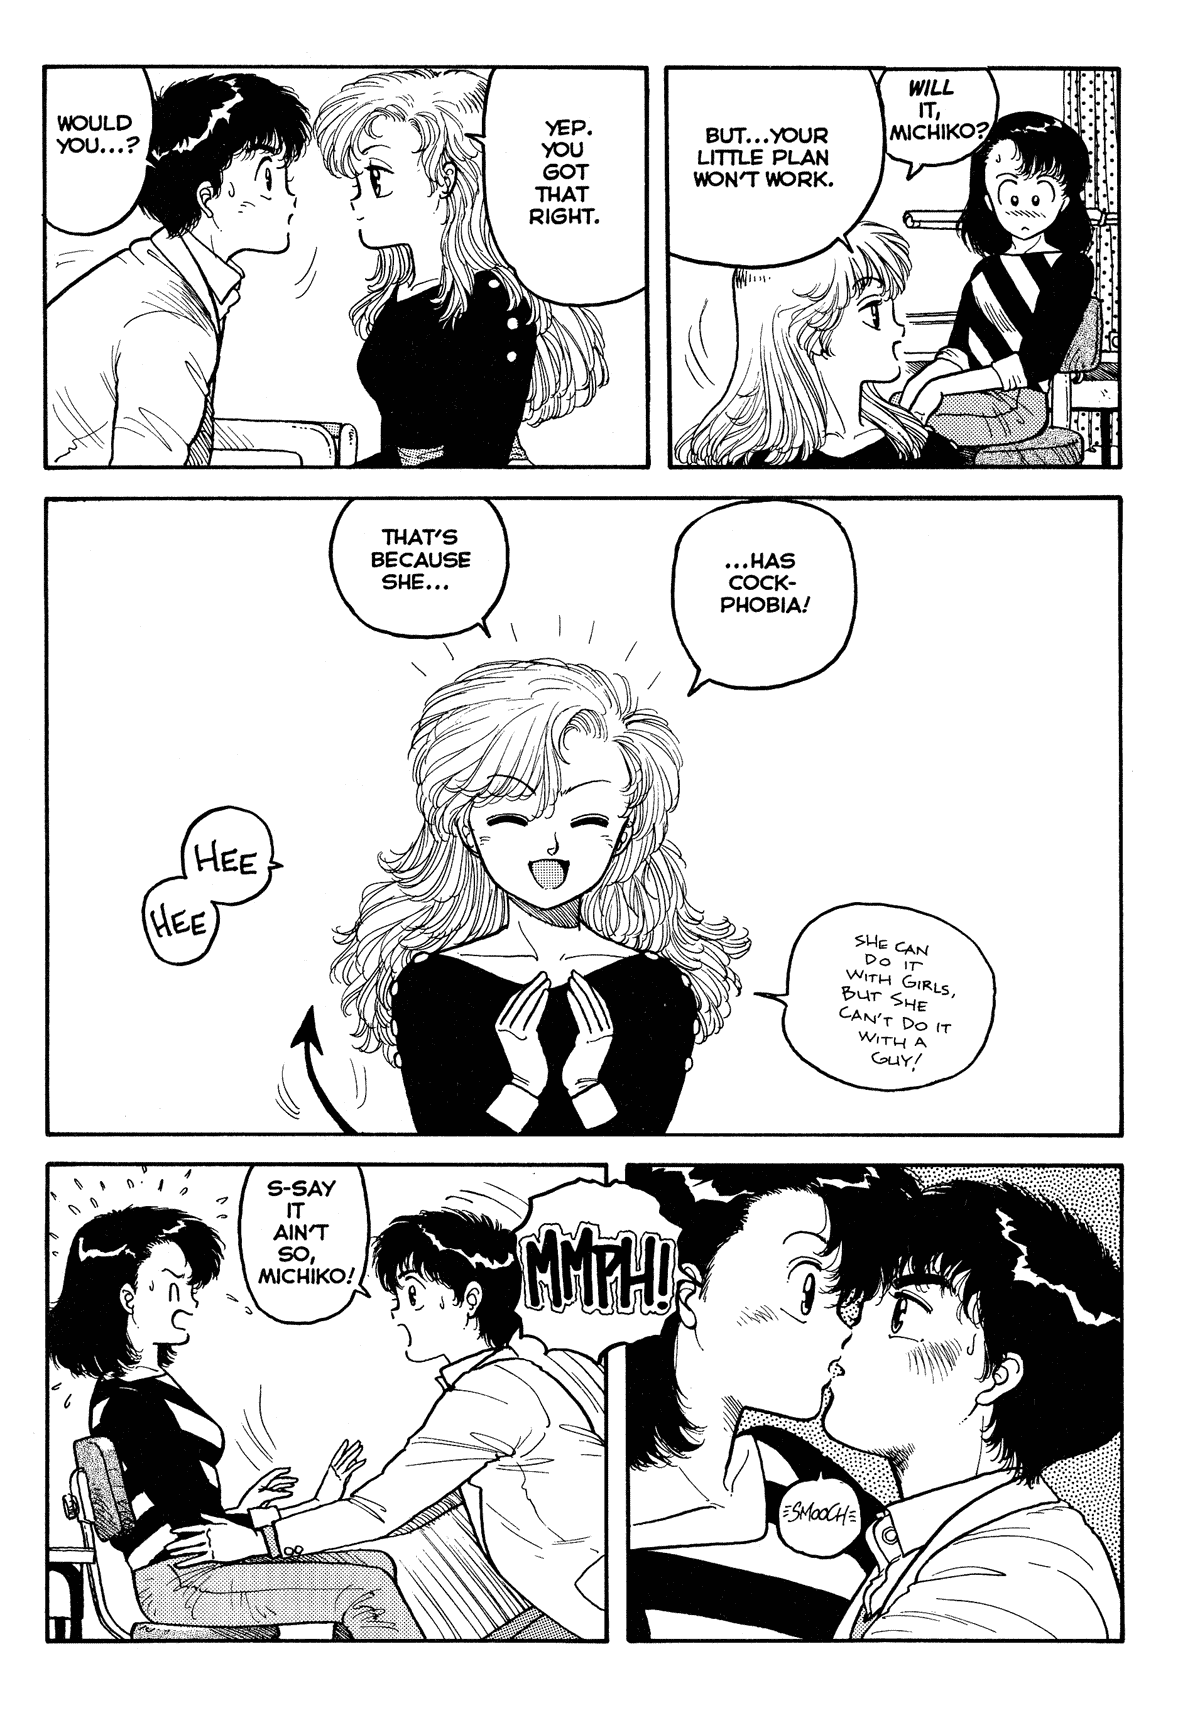 WOULD
YOU...?
YEP.
YOU
GOT
THAT
RIGHT.
BUT...YOUR
LITTLE PLAN
WON'T WORK.
WILL
IT,
MICHIKO?
THAT'S
BECAUSE
SHE...
...HAS
COCK-
PHOBIA!
HEE
HEE
SHE CAN
DO IT
WITH GIRLS,
BUT SHE
CAN'T DO IT
WITH A
GUY!
S-SAY
IT
AIN'T
SO,
MICHIKO!
MMPH!
SMOOCH